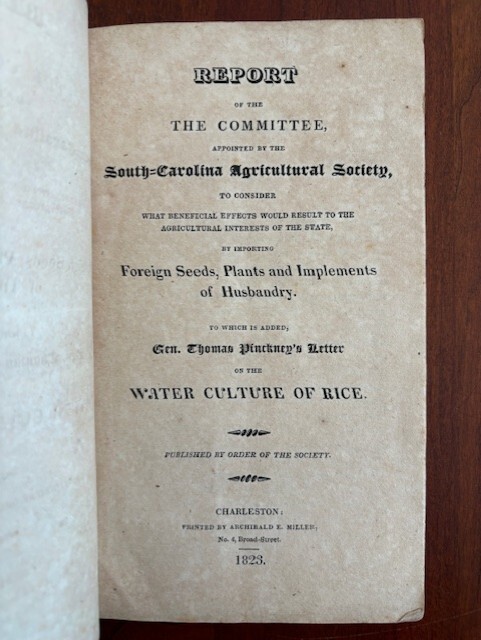 REPORT
OF THE
THE COMMITTEE,
APPOINTED BY THE
South=Carolina Agricultural Society,
TO CONSIDER
WHAT BENEFICIAL EFFECTS WOULD RESULT TO THE
AGRICULTURAL INTERESTS OF THE STATE,
BY IMPORTING
Foreign Seeds, Plants and Implements
of Husbandry.
TO WHICH IS ADDED;
Gen. Thomas Pinckney's Letter
ON THE
WATER CULTURE OF RICE.
PUBLISHED BY ORDER OF THE SOCIETY.
CHARLESTON:
PRINTED BY ARCHIBALD E. MILLER,
No. 4, Broad-Street.
1823.